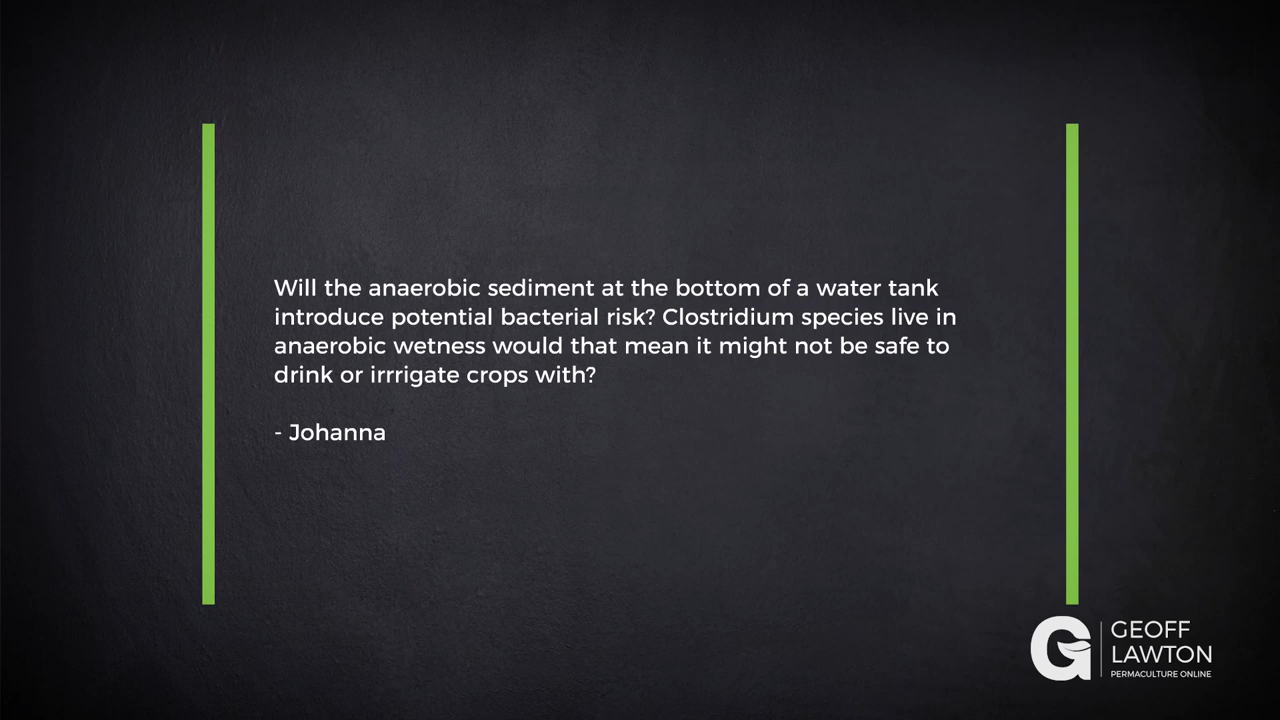 Will the anaerobic sediment at the bottom of a water tank
introduce potential bacterial risk? Clostridium species live in
anaerobic wetness would that mean it might not be safe to
drink or irrrigate crops with?
- Johanna
GEOFF
LAWTON
PERMACULTURE ONLINE